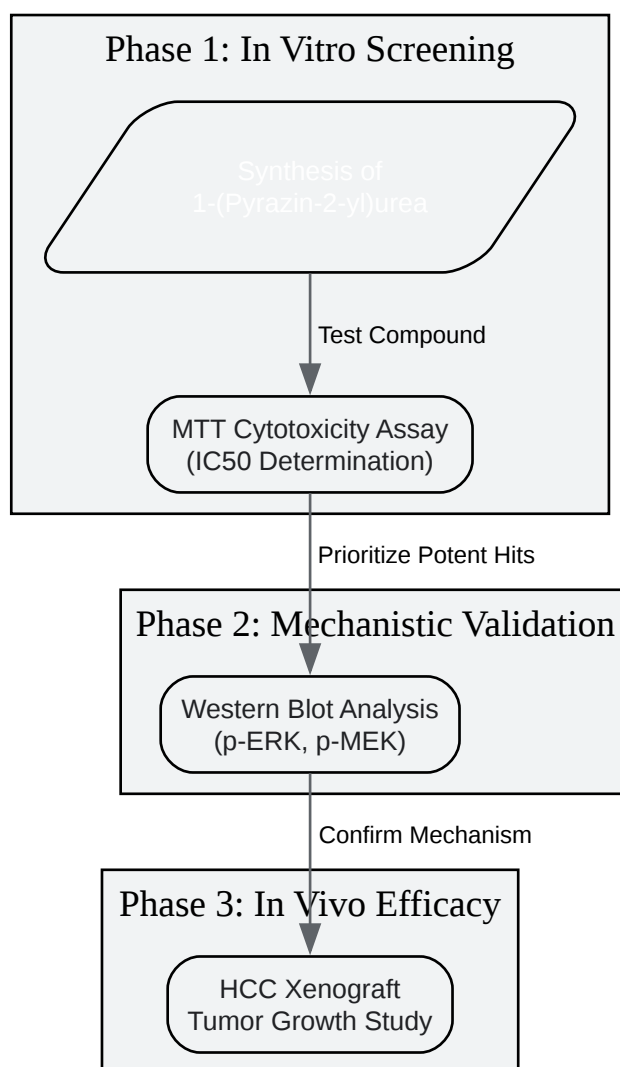 Phase 1: In Vitro Screening
Synthesis of
1-(Pyrazin-2-yl)urea
Test Compound
MTT Cytotoxicity Assay
(IC50 Determination)
Prioritize Potent Hits
Phase 2: Mechanistic Validation
Western Blot Analysis
(p-ERK, p-MEK)
Confirm Mechanism
Phase 3: In Vivo Efficacy
HCC Xenograft
Tumor Growth Study